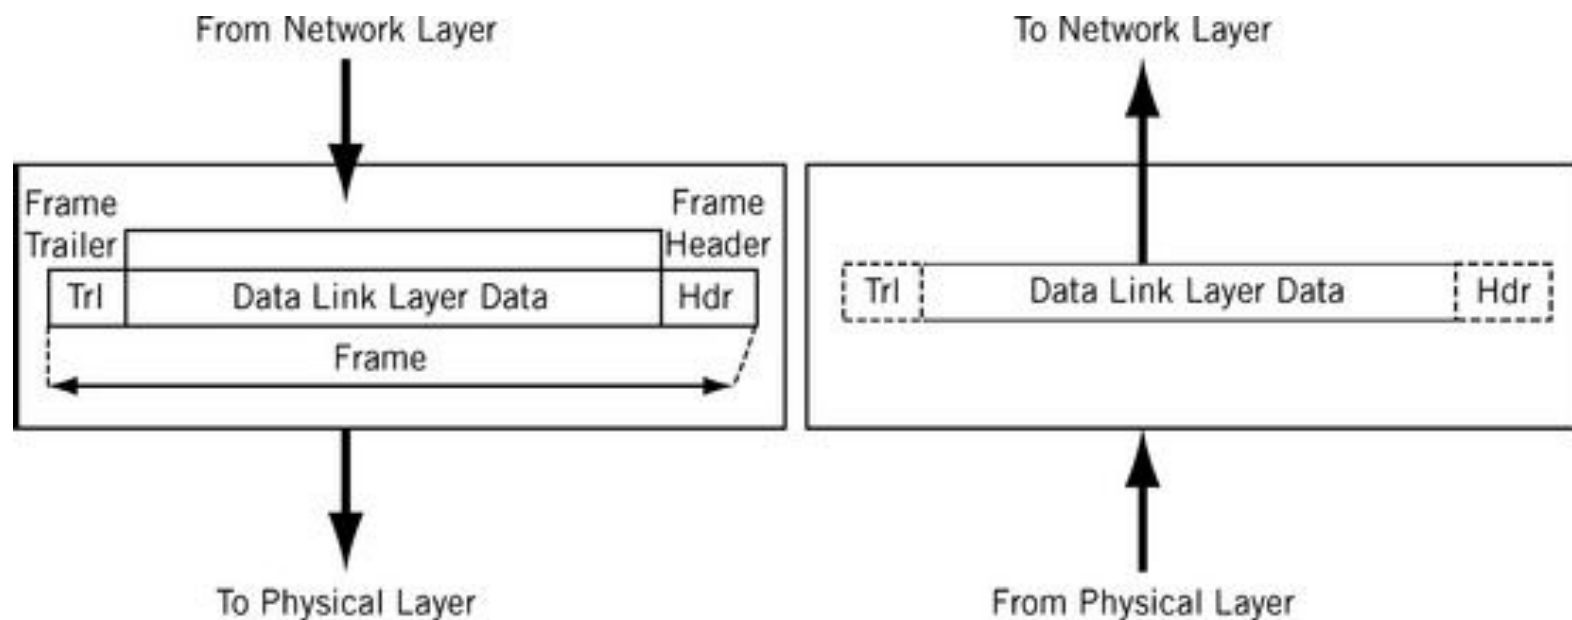 From Network Layer
To Network Layer
Frame
Trailer
Frame
Header
Trl
Data Link Layer Data
Hdr
Frame
Trl
Data Link Layer Data
Hdr
To Physical Layer
From Physical Layer